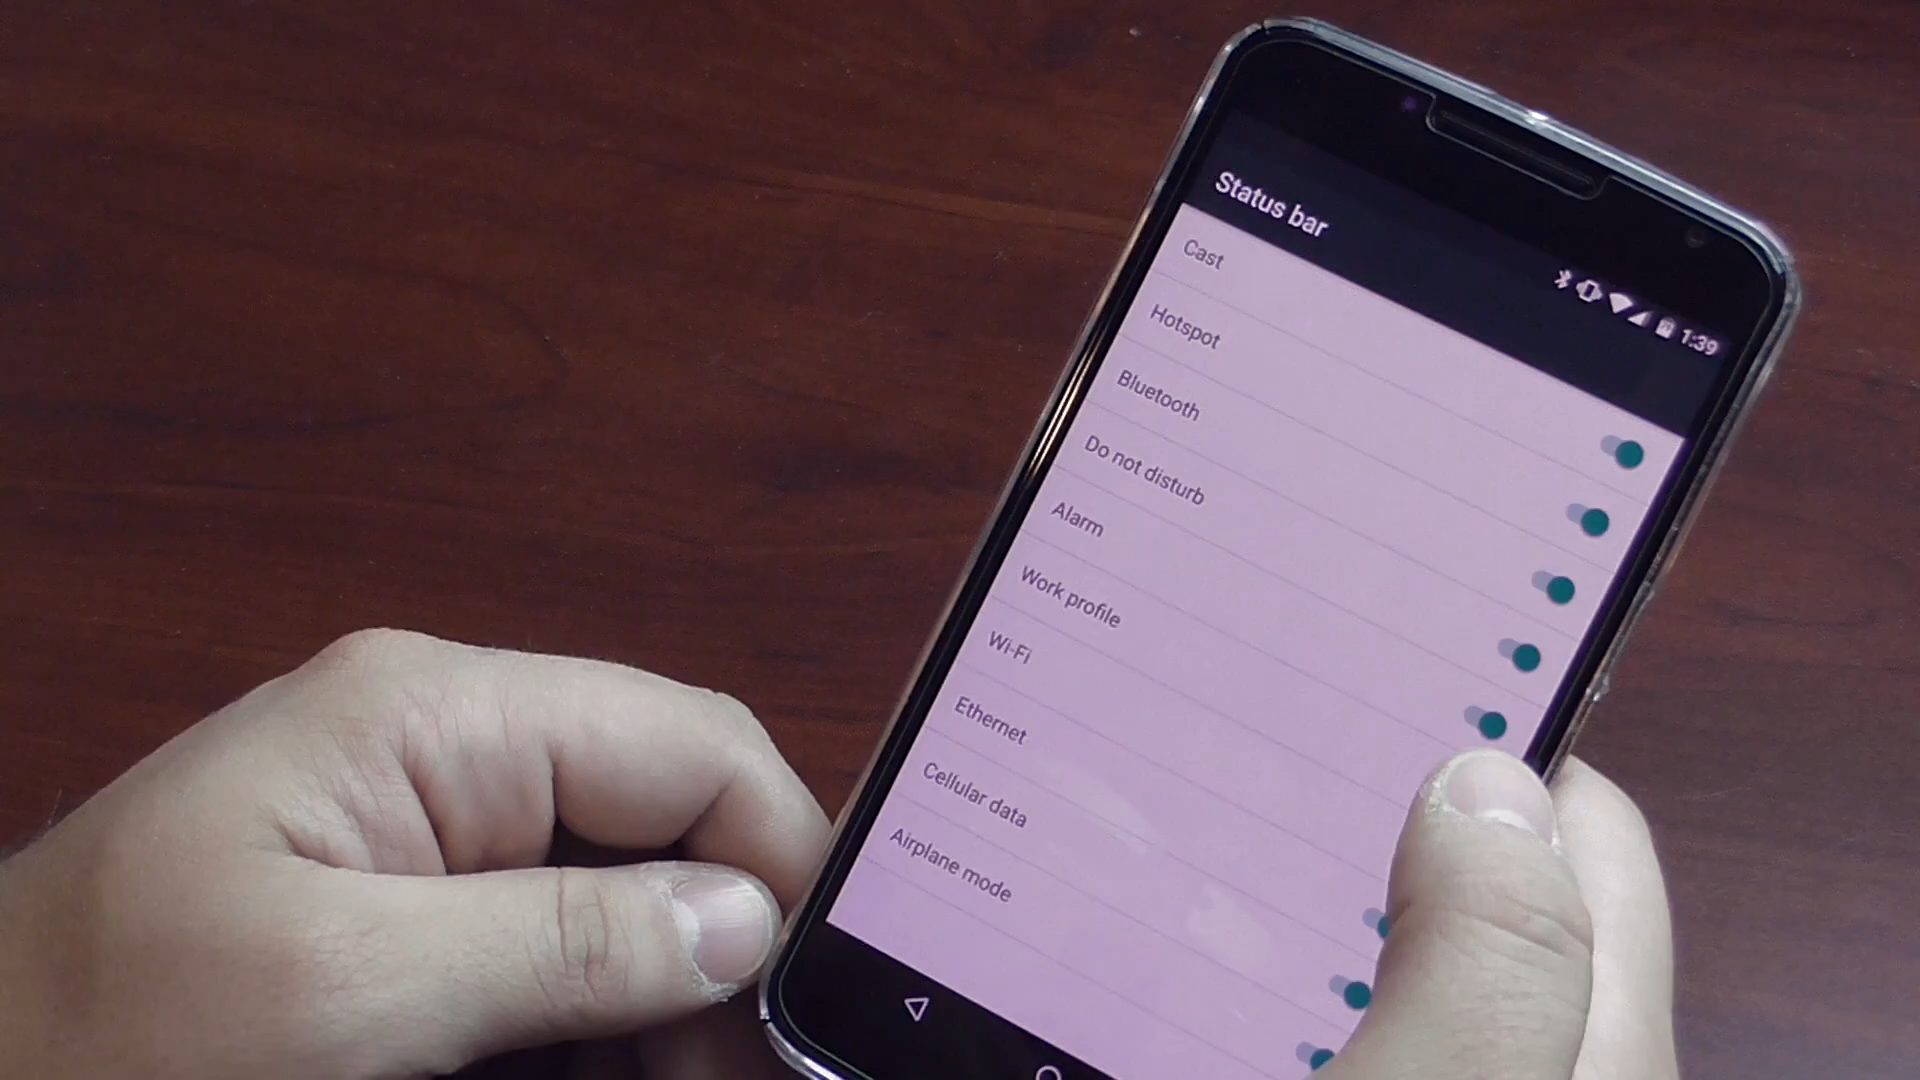 1:39
Status bar
Cast
Hotspot
Bluetooth
Do not disturb
Alarm
Work profile
Wi-Fi
Ethernet
Cellular data
Airplane mode